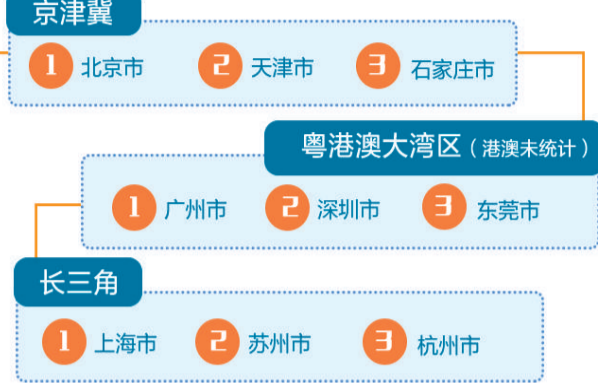 京津冀
1 北京市 2 天津市 3 石家庄市
粤港澳大湾区（港澳未统计）
1 广州市 2 深圳市 3 东莞市
长三角
1 上海市 2 苏州市 3 杭州市